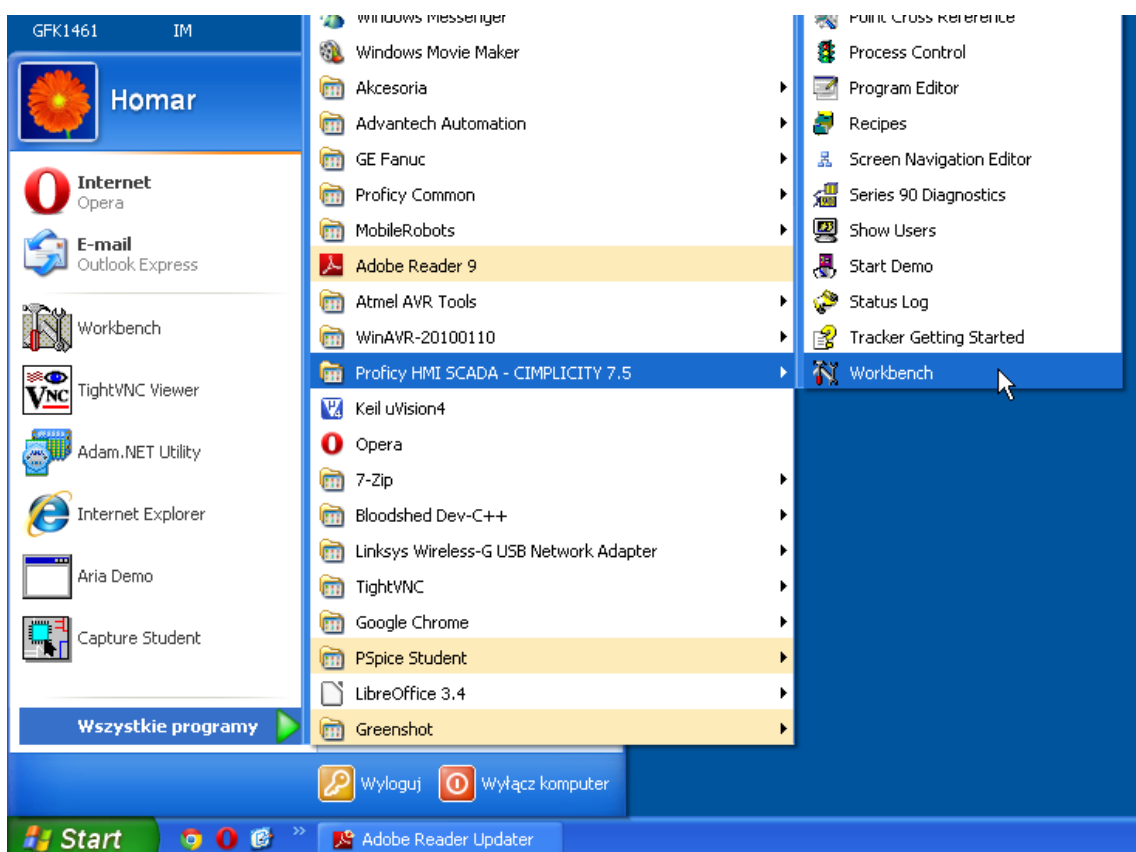 GFK1461 IM
Homar
Internet
Opera
E-mail
Outlook Express
Workbench
TightVNC Viewer
Adam.NET Utility
Internet Explorer
Aria Demo
Capture Student
Wszystkie programy
Windows Messenger
Windows Movie Maker
Akcesoria
Advantech Automation
GE Fanuc
Proficy Common
MobileRobots
Adobe Reader 9
Atmel AVR Tools
WinAVR-20100110
Proficy HMI SCADA - CIMPLICITY 7.5
Keil uVision4
Opera
7-Zip
Bloodshed Dev-C++
Linksys Wireless-G USB Network Adapter
TightVNC
Google Chrome
PSpice Student
LibreOffice 3.4
Greenshot
Point Cross Reference
Process Control
Program Editor
Recipes
Screen Navigation Editor
Series 90 Diagnostics
Show Users
Start Demo
Status Log
Tracker Getting Started
Workbench
Wyloguj Wyłącz komputer
Start Adobe Reader Updater